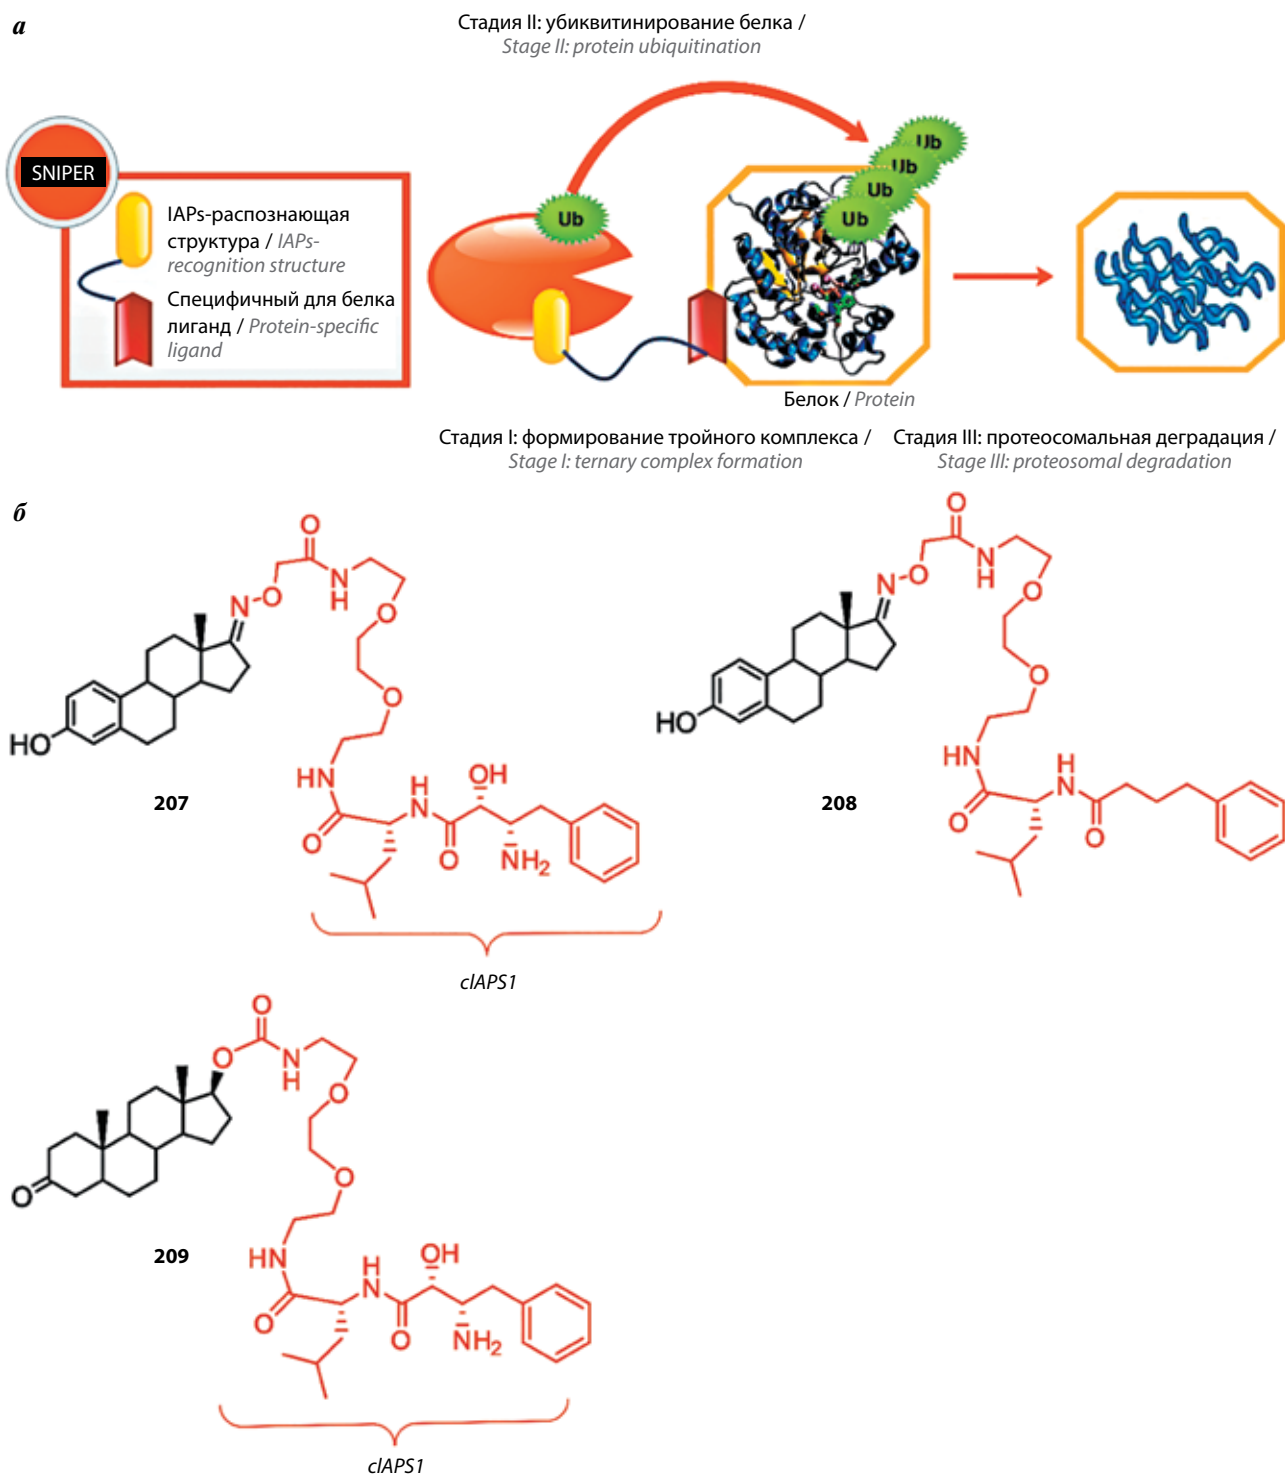 а
Стадия II: убиквитинирование белка /
Stage II: protein ubiquitination
SNIPER
IAPs-распознающая
структура / IAPs-
recognition structure
Специфичный для белка
лиганд / Protein-specific
ligand
Ub
Ub
Ub
Ub
Ub
Белок / Protein
Стадия I: формирование тройного комплекса /
Stage I: ternary complex formation
Стадия III: протеосомальная деградация /
Stage III: proteosomal degradation
б
O
N
O
N
H
O
O
HO
HN
O
H
N
O
OH
NH2
207
cIAPS1
O
N
O
N
H
O
O
HO
HN
O
H
N
O
208
O
O
N
H
O
O
O
HN
O
H
N
O
OH
NH2
209
cIAPS1